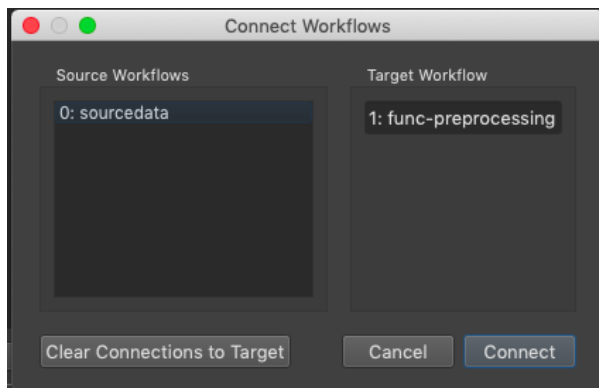 Connect Workflows
Source Workflows
Target Workflow
0: sourcedata
1: func-preprocessing
Clear Connections to Target
Cancel
Connect